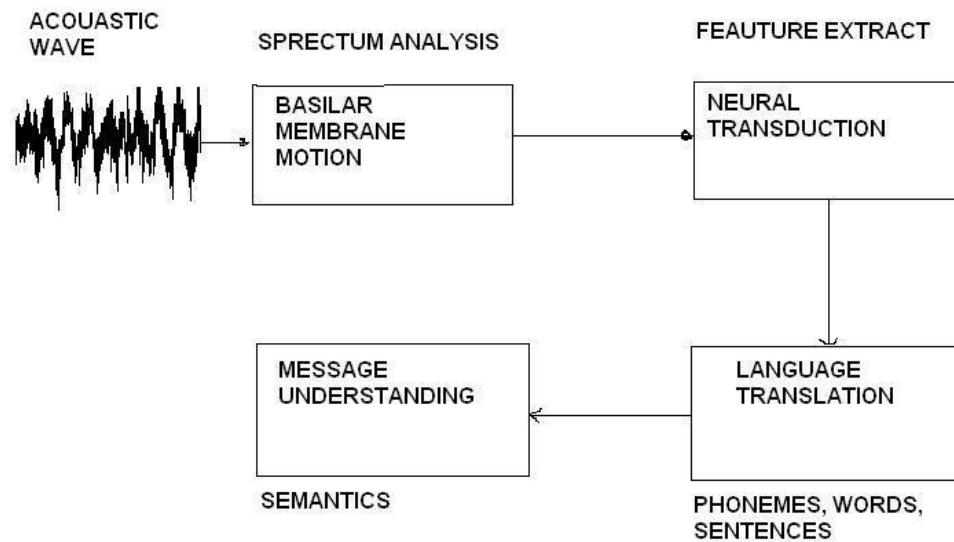 ACOUASTIC
WAVE
SPRECTUM ANALYSIS
FEAUTURE EXTRACT
BASILAR
MEMBRANE
MOTION
NEURAL
TRANSDUCTION
MESSAGE
UNDERSTANDING
LANGUAGE
TRANSLATION
SEMANTICS
PHONEMES, WORDS,
SENTENCES